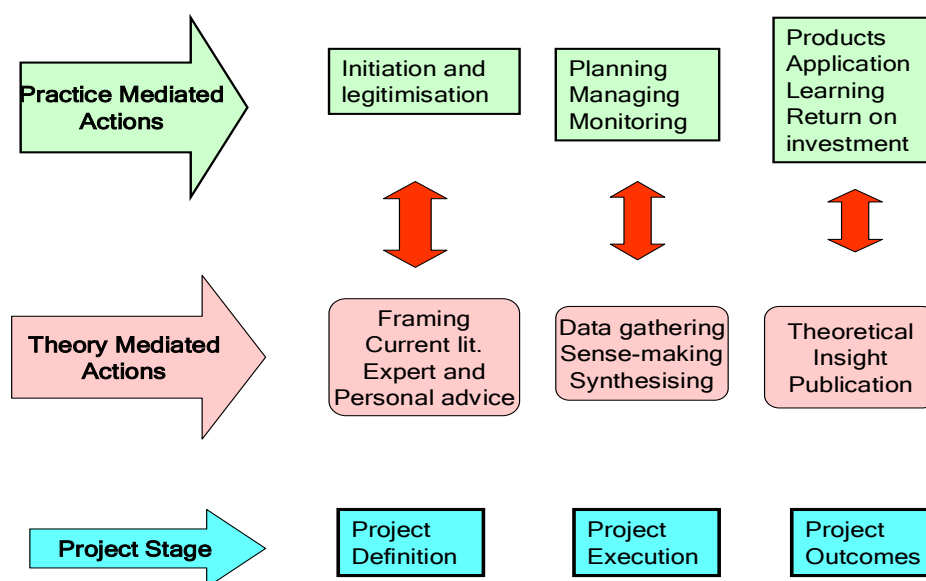 Practice Mediated
Actions
Initiation and
legitimisation
Planning
Managing
Monitoring
Products
Application
Learning
Return on
investment
Theory Mediated
Actions
Framing
Current lit.
Expert and
Personal advice
Data gathering
Sense-making
Synthesising
Theoretical
Insight
Publication
Project Stage
Project
Definition
Project
Execution
Project
Outcomes